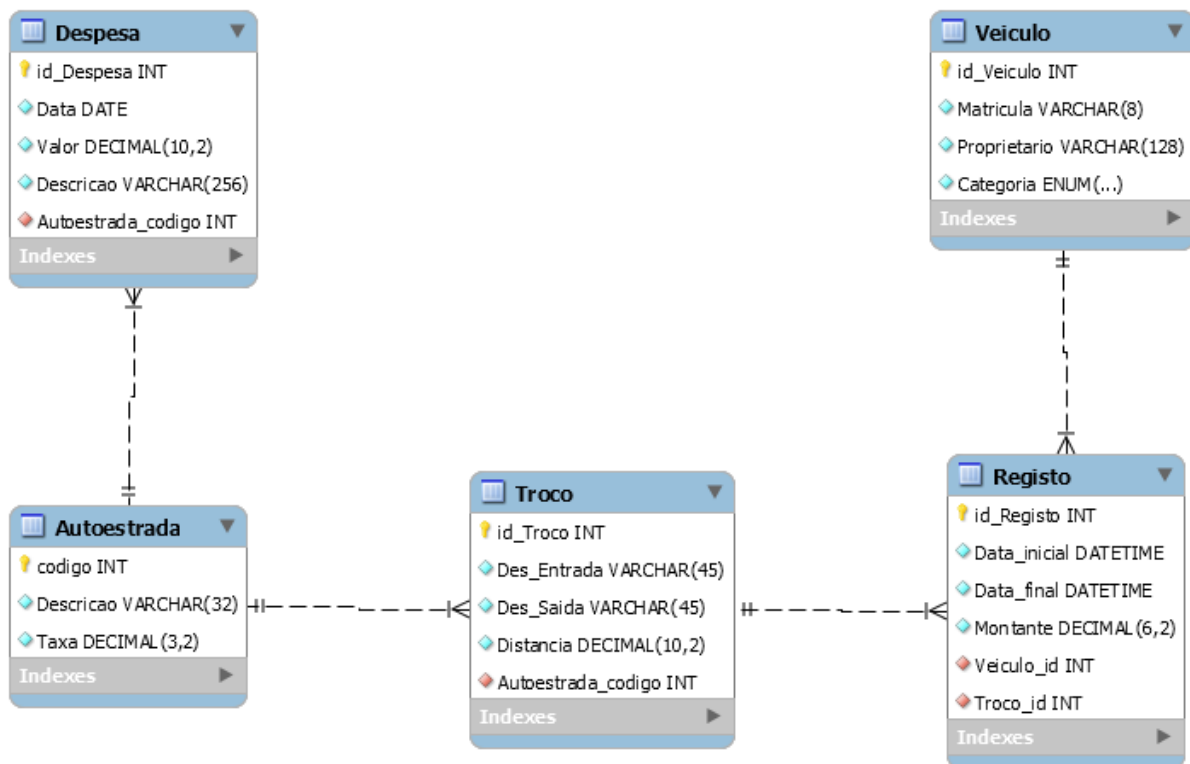 Despesa
id_Despesa INT
Data DATE
Valor DECIMAL(10,2)
Descricao VARCHAR(256)
Autoestrada_codigo INT
Indexes
Veiculo
id_Veiculo INT
Matricula VARCHAR(8)
Proprietario VARCHAR(128)
Categoria ENUM(...)
Indexes
Autoestrada
codigo INT
Descricao VARCHAR(32)
Taxa DECIMAL(3,2)
Indexes
Troco
id_Troco INT
Des_Entrada VARCHAR(45)
Des_Saida VARCHAR(45)
Distancia DECIMAL(10,2)
Autoestrada_codigo INT
Indexes
Registo
id_Registo INT
Data_inicial DATETIME
Data_final DATETIME
Montante DECIMAL(6,2)
Veiculo_id INT
Troco_id INT
Indexes